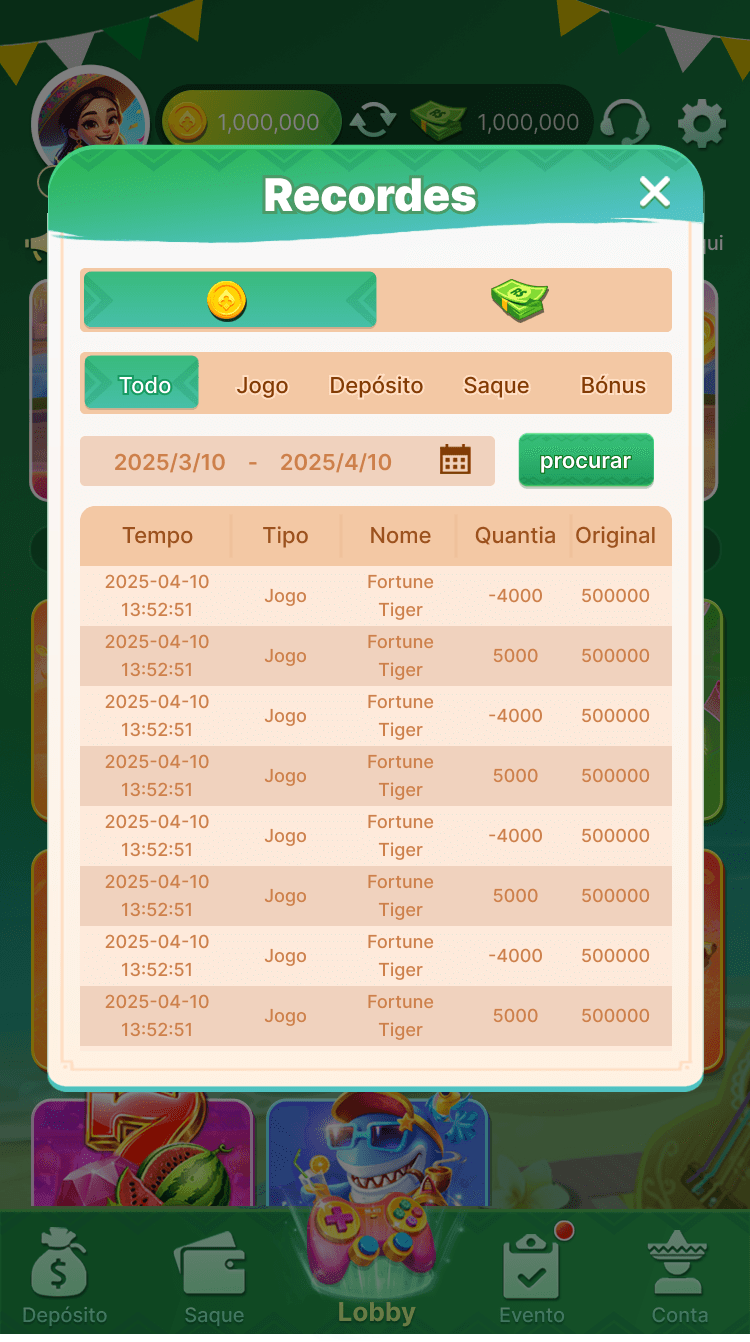 1,000,000 1,000,000
Recordes
qui
Todo Jogo Depósito Saque Bónus
2025/3/10 - 2025/4/10 procurar
Tempo Tipo Nome Quantia Original
2025-04-10 13:52:51 Jogo Fortune Tiger -4000 500000
2025-04-10 13:52:51 Jogo Fortune Tiger 5000 500000
2025-04-10 13:52:51 Jogo Fortune Tiger -4000 500000
2025-04-10 13:52:51 Jogo Fortune Tiger 5000 500000
2025-04-10 13:52:51 Jogo Fortune Tiger -4000 500000
2025-04-10 13:52:51 Jogo Fortune Tiger 5000 500000
2025-04-10 13:52:51 Jogo Fortune Tiger -4000 500000
2025-04-10 13:52:51 Jogo Fortune Tiger 5000 500000
Depósito Saque Lobby Evento Conta